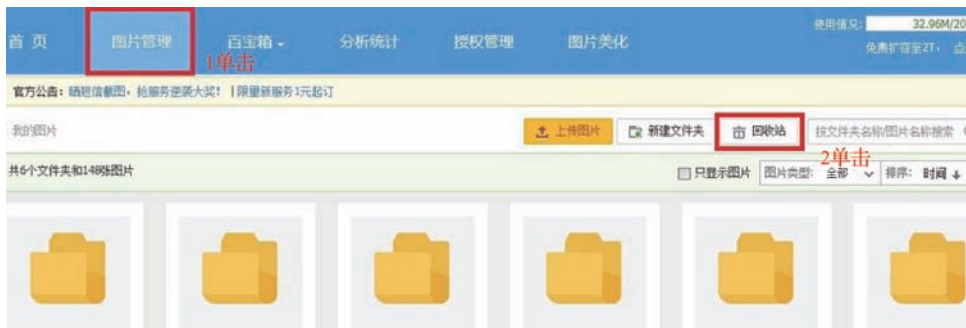 使用情况： 32.96M/20
首 页 图片管理 百宝箱 分析统计 授权管理 图片美化
1单击
免费扩容至2T， 点
官方公告：晒短信截图，抢服务逆袭大奖！ |限量新服务1元起订
我的图片 上传图片 新建文件夹 回收站 按文件夹名称/图片名称搜索
2单击
共6个文件夹和148张图片 只显示图片 图片类型： 全部 排序： 时间